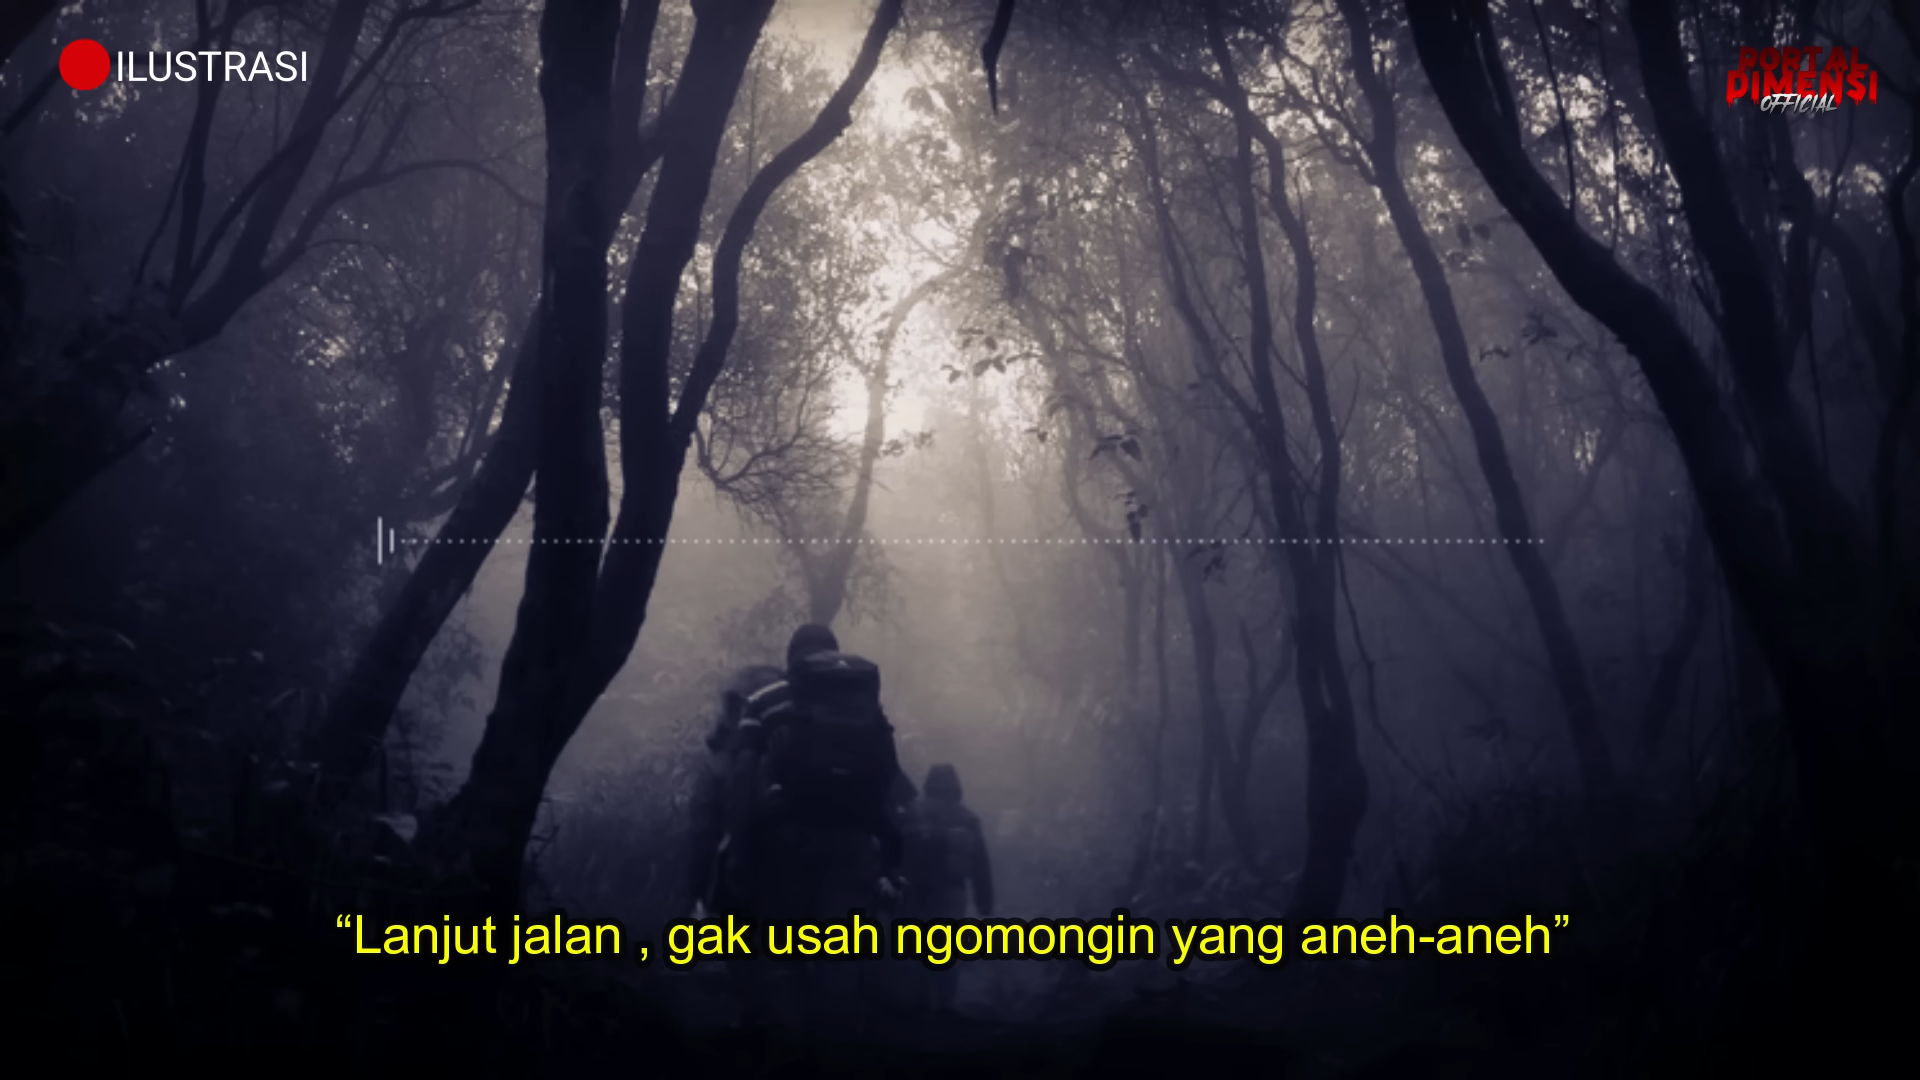 ILUSTRASI
PORTAL
DIMENSI
OFFICIAL
“Lanjut jalan , gak usah ngomongin yang aneh-aneh”